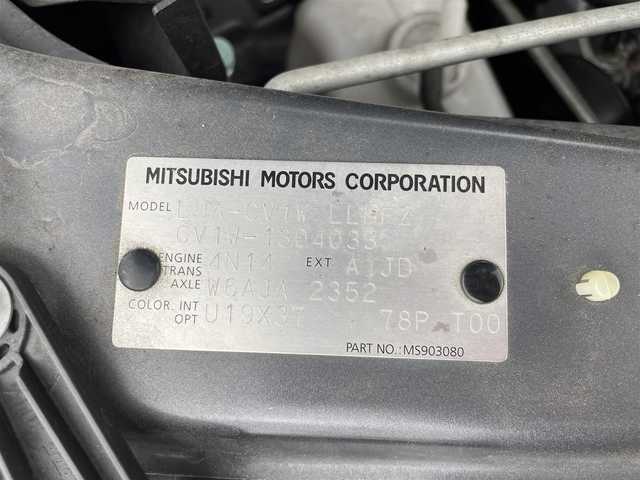 MITSUBISHI MOTORS CORPORATION
MODEL
CV1W-1304033
ENGINE 4N14 EXT A1JD
TRANS
AXLE W6AJA 2352
COLOR, INT U19X37 78P T00
OPT
PART NO.: MS903080